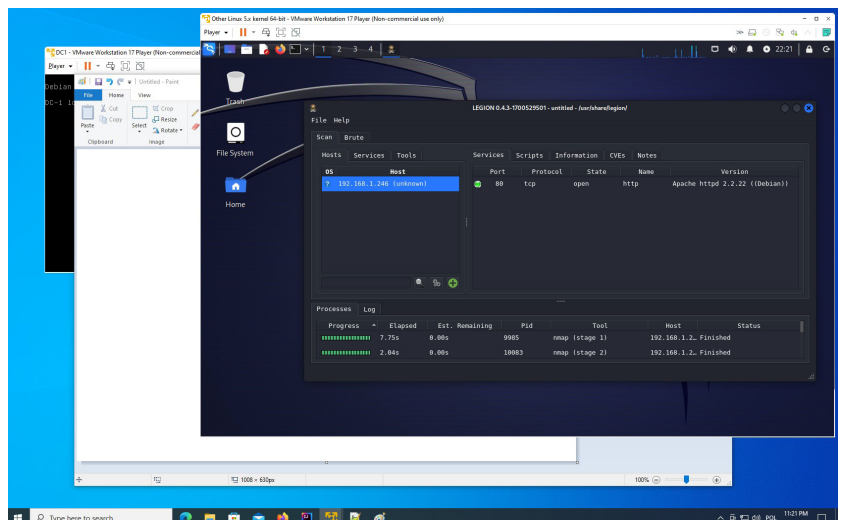 Other Linux 5.x kernel 64-bit - VMware Workstation 17 Player (Non-commercial use only)
Player
1 2 3 4
22:21
DC1 - VMware Workstation 17 Player (Non-commercial
Player
Debian
DC-1 lo
Untitled - Paint
File Home View
Paste
Cut
Copy
Clipboard
Select
Crop
Resize
Rotate
Image
Trash
File System
Home
LEGION 0.4.3-1700529501 - untitled - /usr/share/legion/
File Help
Scan Brute
Hosts Services Tools
OS Host
? 192.168.1.246 (unknown)
Services Scripts Information CVEs Notes
Port Protocol State Name Version
80 tcp open http Apache httpd 2.2.22 ((Debian))
Processes Log
Progress Elapsed Est. Remaining Pid Tool Host Status
7.75s 0.00s 9985 nmap (stage 1) 192.168.1.2… Finished
2.04s 0.00s 10083 nmap (stage 2) 192.168.1.2… Finished
1008 × 630px
100%
Type here to search
POL
11:21 PM